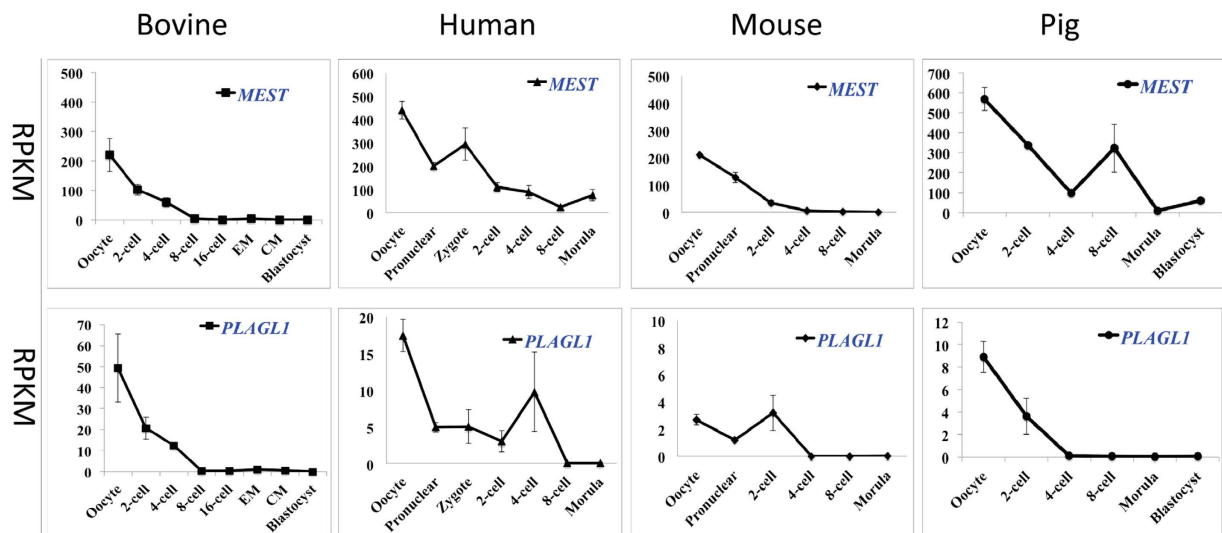 Bovine Human Mouse Pig
RPKM
500
400
300
200
100
0
MEST
Oocyte
2-cell
4-cell
8-cell
16-cell
EM
CM
Blastocyst
600
500
400
300
200
100
0
MEST
Oocyte
Pronuclear
Zygote
2-cell
4-cell
8-cell
Morula
500
400
300
200
100
0
MEST
Oocyte
Pronuclear
2-cell
4-cell
8-cell
Morula
700
600
500
400
300
200
100
0
MEST
Oocyte
2-cell
4-cell
8-cell
Morula
Blastocyst
RPKM
70
60
50
40
30
20
10
0
PLAGL1
Oocyte
2-cell
4-cell
8-cell
16-cell
EM
CM
Blastocyst
20
15
10
5
0
PLAGL1
Oocyte
Pronuclear
Zygote
2-cell
4-cell
8-cell
Morula
10
8
6
4
2
0
PLAGL1
Oocyte
Pronuclear
2-cell
4-cell
8-cell
Morula
12
10
8
6
4
2
0
PLAGL1
Oocyte
2-cell
4-cell
8-cell
Morula
Blastocyst